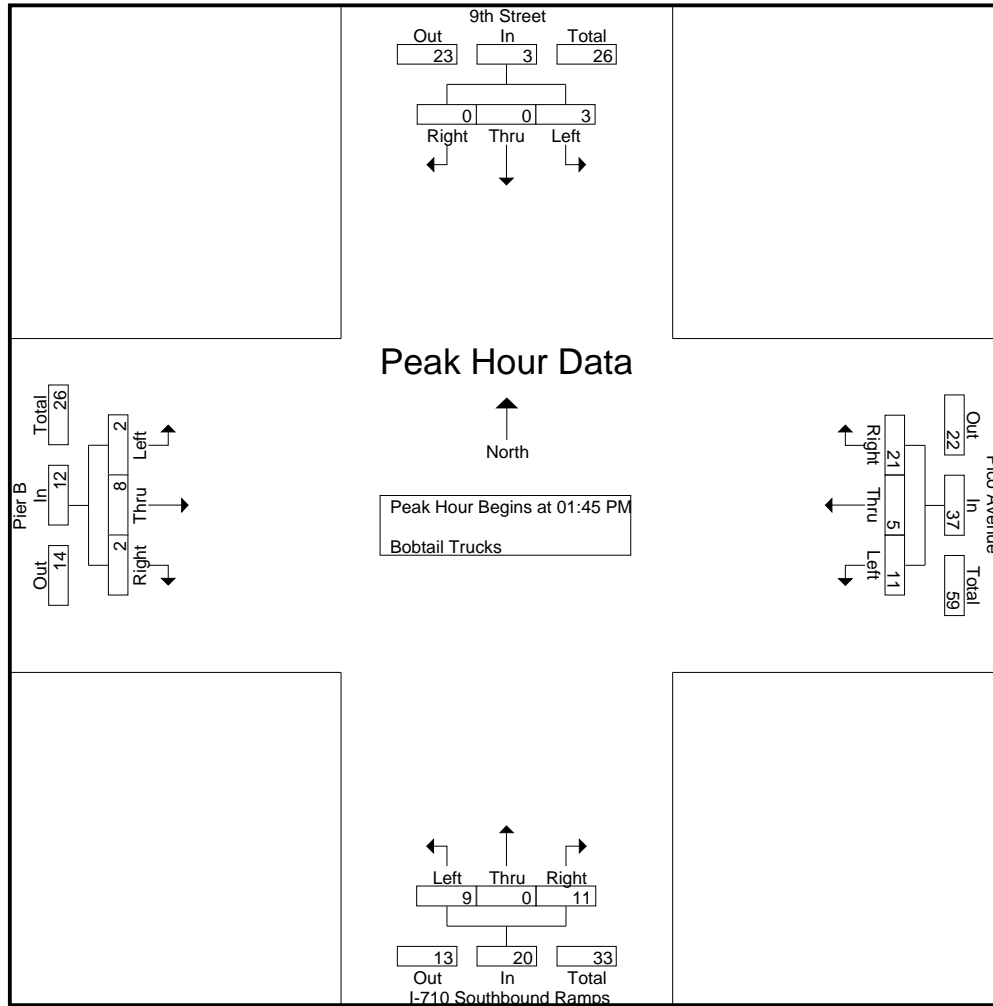 9th Street
Out In Total
23 3 26
0 0 3
Right Thru Left
Peak Hour Data
North
Peak Hour Begins at 01:45 PM
Bobtail Trucks
Pier B
Total In Out
26 12 14
2 8 2
Left Thru Right
Out In Total
22 37 59
21 5 11
Right Thru Left
Avenue
Left Thru Right
9 0 11
13 20 33
Out In Total
I-710 Southbound Ramps